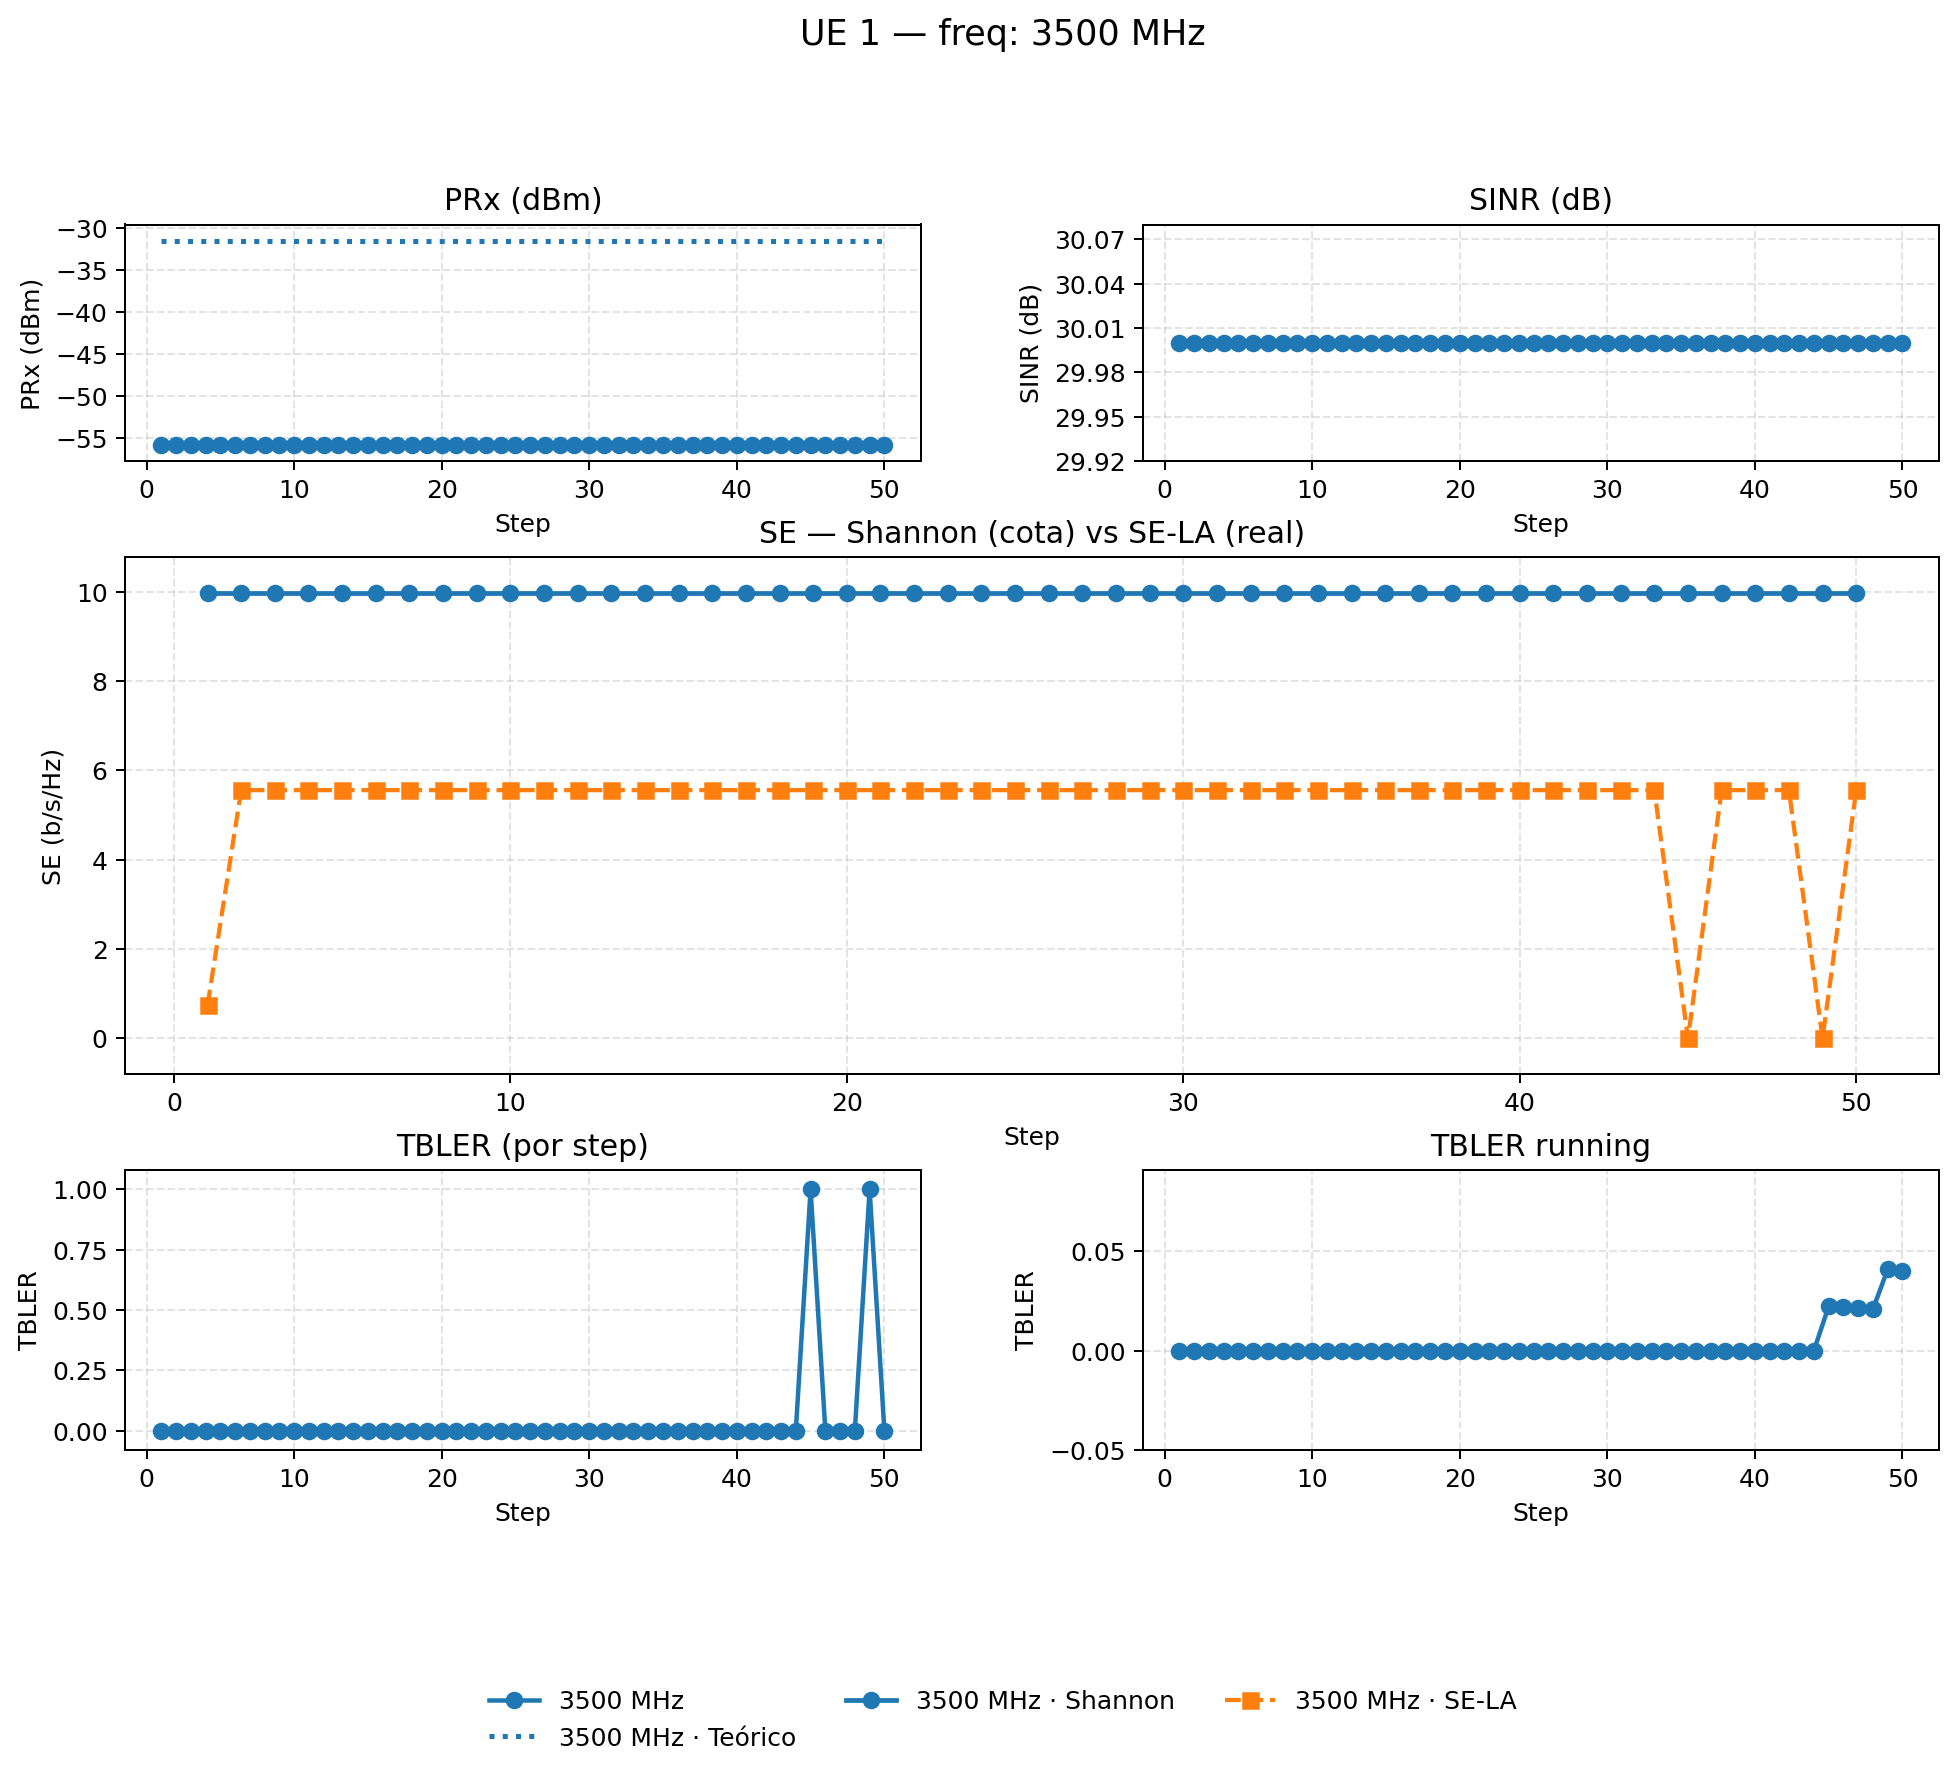 UE 1 — freq: 3500 MHz
PRx (dBm)
PRx (dBm)
−30
−35
−40
−45
−50
−55
0 10 20 30 40 50
Step
SINR (dB)
SINR (dB)
30.07
30.04
30.01
29.98
29.95
29.92
0 10 20 30 40 50
Step
SE — Shannon (cota) vs SE-LA (real)
SE (b/s/Hz)
10
8
6
4
2
0
0 10 20 30 40 50
Step
TBLER (por step)
TBLER
1.00
0.75
0.50
0.25
0.00
0 10 20 30 40 50
Step
TBLER running
TBLER
0.05
0.00
−0.05
0 10 20 30 40 50
Step
3500 MHz
3500 MHz · Teórico
3500 MHz · Shannon
3500 MHz · SE-LA